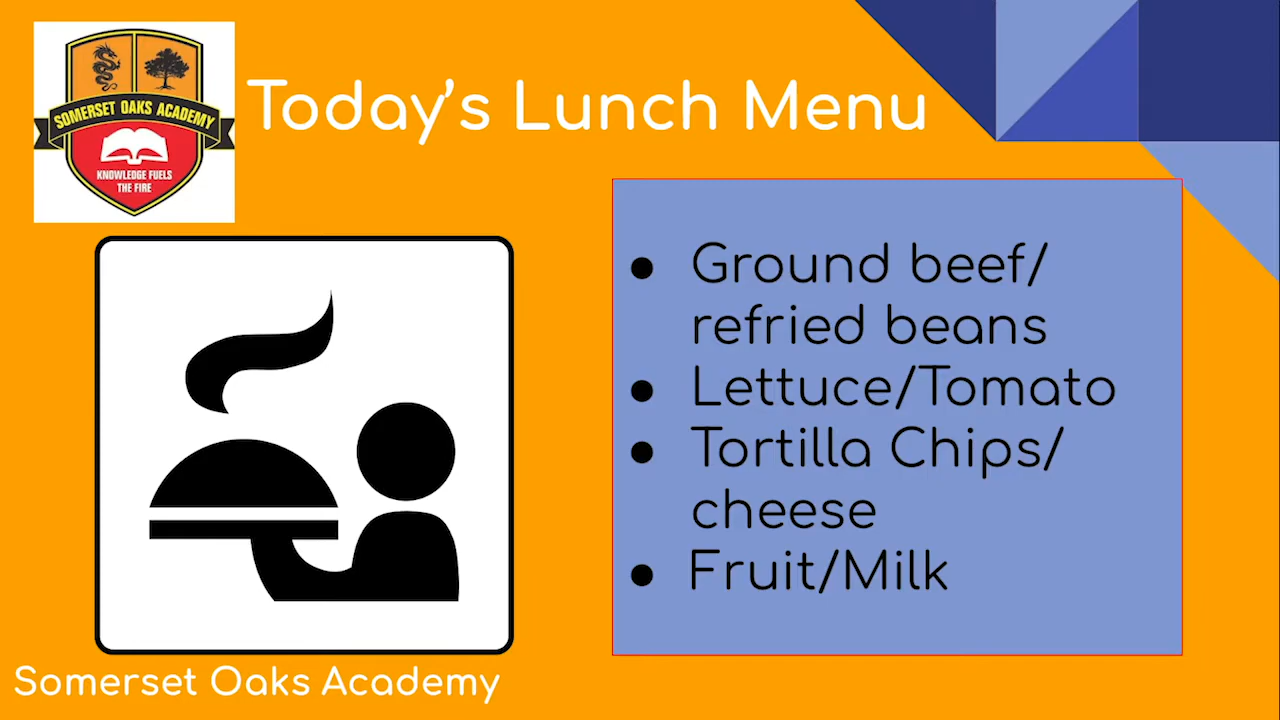 SOMERSET OAKS ACADEMY
KNOWLEDGE FUELS
THE FIRE
Today's Lunch Menu
● Ground beef/
refried beans
● Lettuce/Tomato
● Tortilla Chips/
cheese
● Fruit/Milk
Somerset Oaks Academy